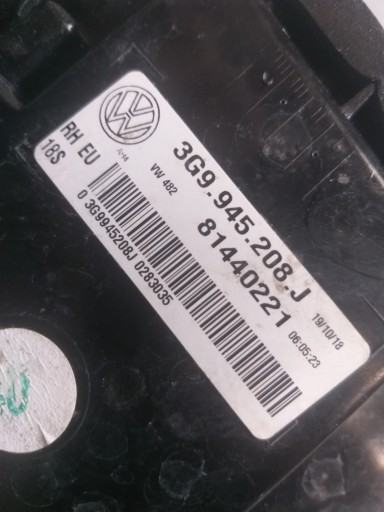 RH EU
18S
VW 482
3G9.945.208.J
81440221
19/10/18
06:05:23
0 3G9945208J 0283035